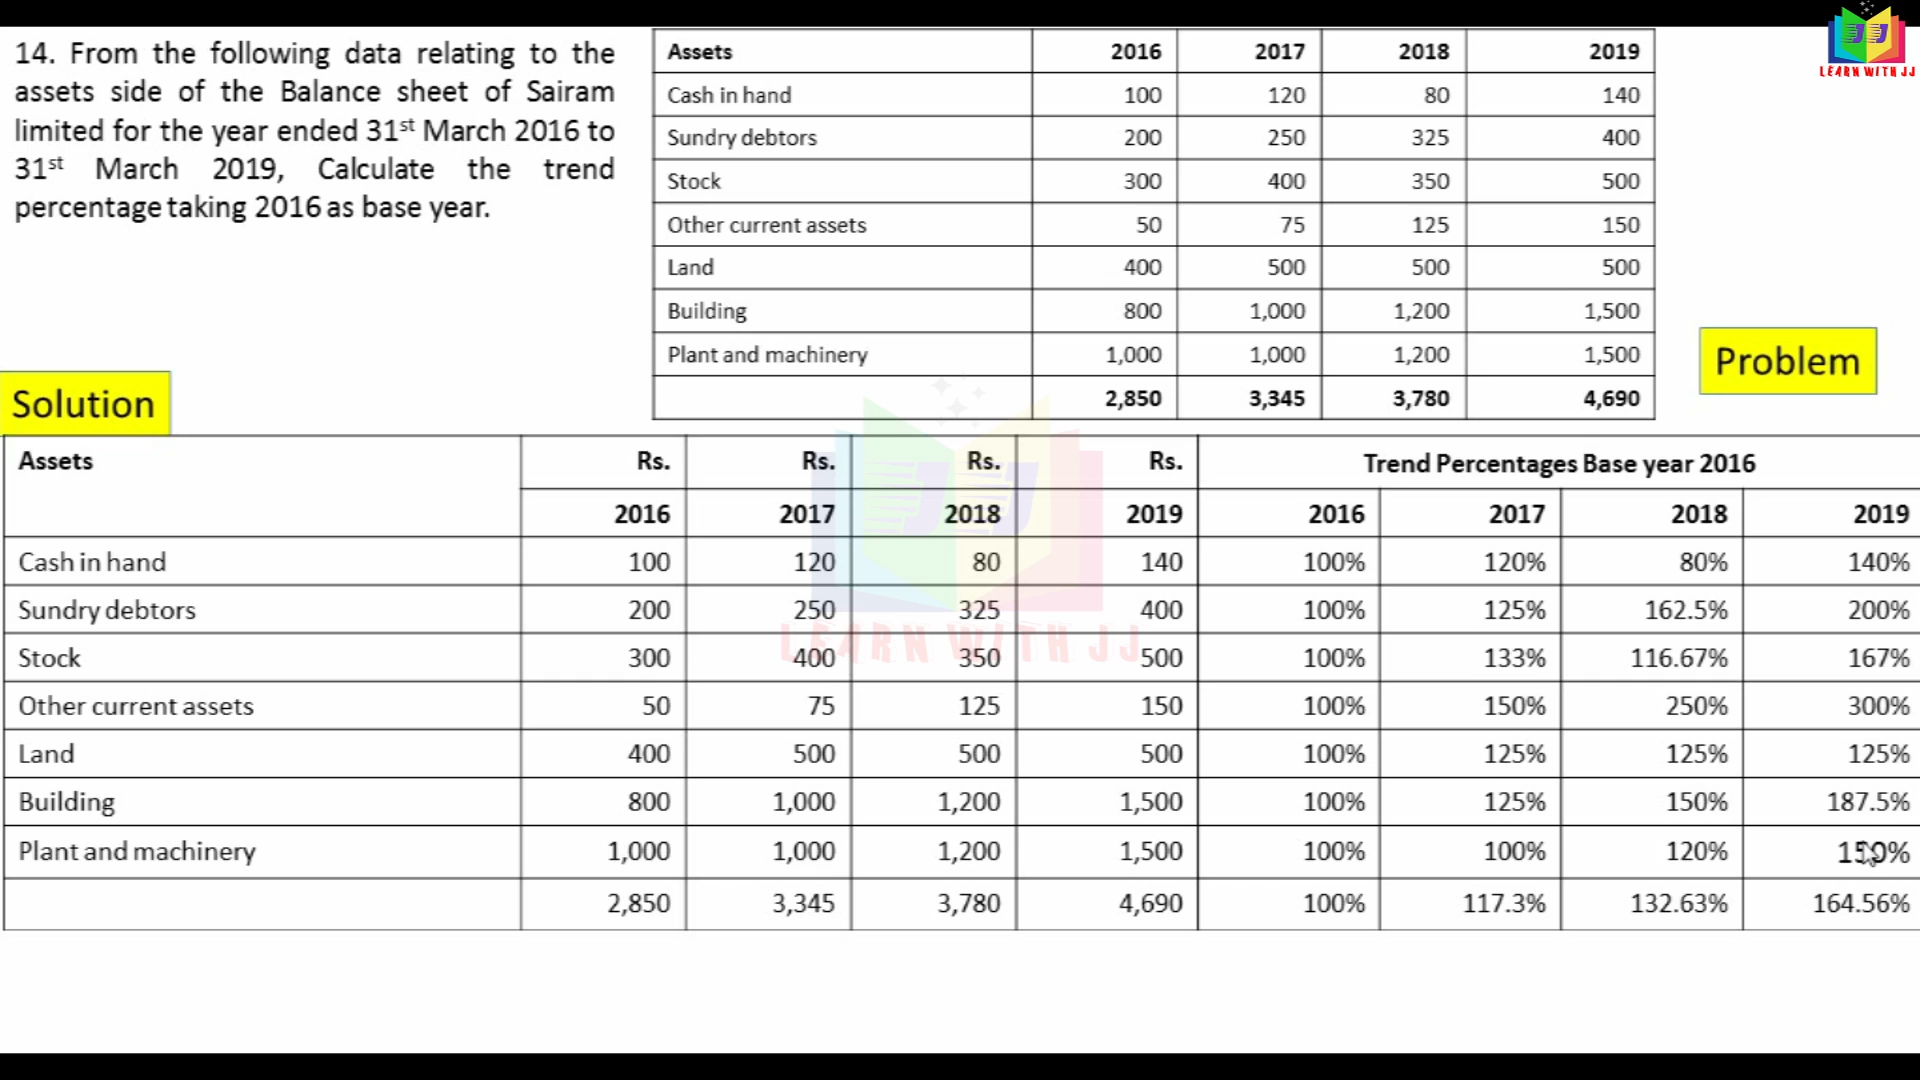 14. From the following data relating to the
assets side of the Balance sheet of Sairam
limited for the year ended 31st March 2016 to
31st March 2019, Calculate the trend
percentage taking 2016 as base year.
Assets 2016 2017 2018 2019
Cash in hand 100 120 80 140
Sundry debtors 200 250 325 400
Stock 300 400 350 500
Other current assets 50 75 125 150
Land 400 500 500 500
Building 800 1,000 1,200 1,500
Plant and machinery 1,000 1,000 1,200 1,500
2,850 3,345 3,780 4,690
JJ
LEARN WITH JJ
Problem
Solution
Assets Rs. Rs. Rs. Rs. Trend Percentages Base year 2016
2016 2017 2018 2019 2016 2017 2018 2019
Cash in hand 100 120 80 140 100% 120% 80% 140%
Sundry debtors 200 250 325 400 100% 125% 162.5% 200%
Stock 300 400 350 500 100% 133% 116.67% 167%
Other current assets 50 75 125 150 100% 150% 250% 300%
Land 400 500 500 500 100% 125% 125% 125%
Building 800 1,000 1,200 1,500 100% 125% 150% 187.5%
Plant and machinery 1,000 1,000 1,200 1,500 100% 100% 120% 150%
2,850 3,345 3,780 4,690 100% 117.3% 132.63% 164.56%
JJ
LEARN WITH JJ